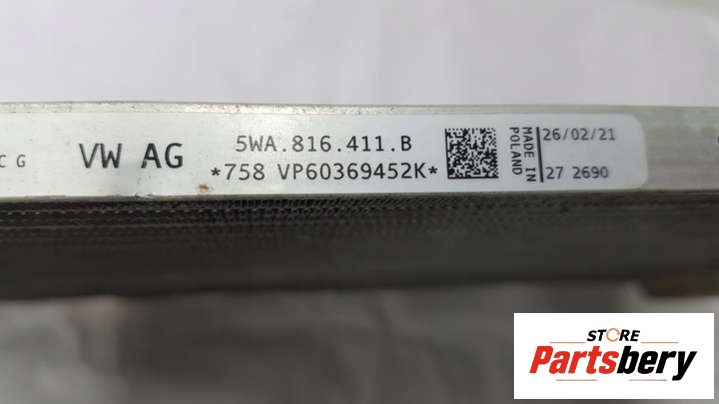 C G
VW AG
5WA.816.411.B
*758 VP60369452K*
MADE IN
POLAND
26/02/21
27 2690
STORE
Partsbery